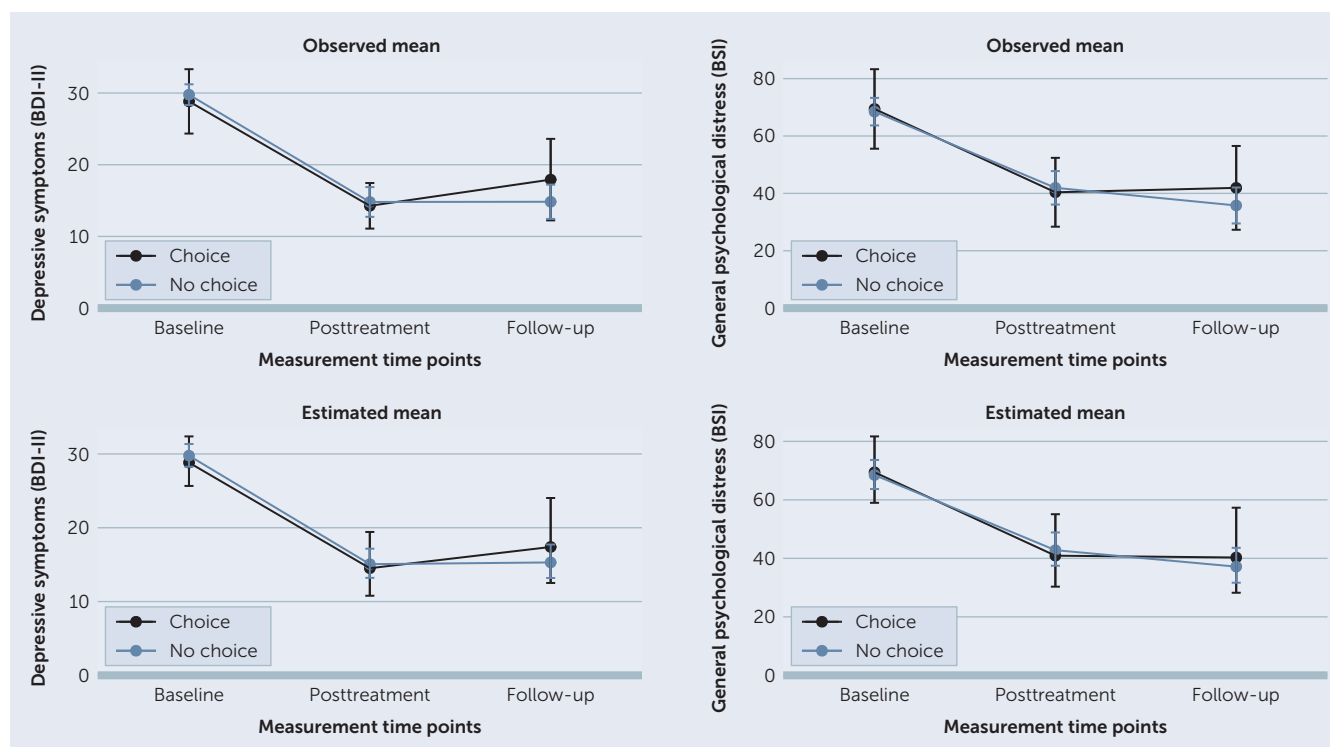 Observed mean
Depressive symptoms (BDI-II)
30
20
10
0
Choice
No choice
Baseline Posttreatment Follow-up
Measurement time points
Observed mean
General psychological distress (BSI)
80
60
40
20
0
Choice
No choice
Baseline Posttreatment Follow-up
Measurement time points
Estimated mean
Depressive symptoms (BDI-II)
30
20
10
0
Choice
No choice
Baseline Posttreatment Follow-up
Measurement time points
Estimated mean
General psychological distress (BSI)
80
60
40
20
0
Choice
No choice
Baseline Posttreatment Follow-up
Measurement time points